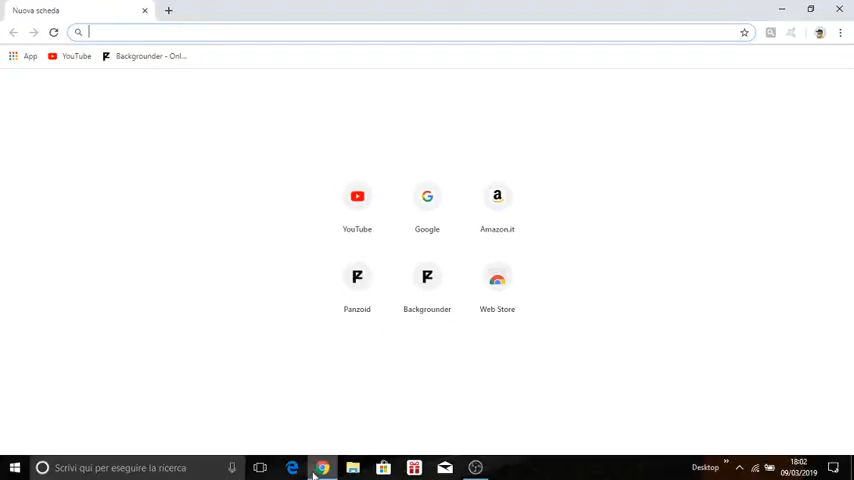 Nuova scheda
App YouTube Backgrounder - Onl...
YouTube Google Amazon.it
Panzoid Backgrounder Web Store
Scrivi qui per eseguire la ricerca
Desktop
18:02
09/03/2019